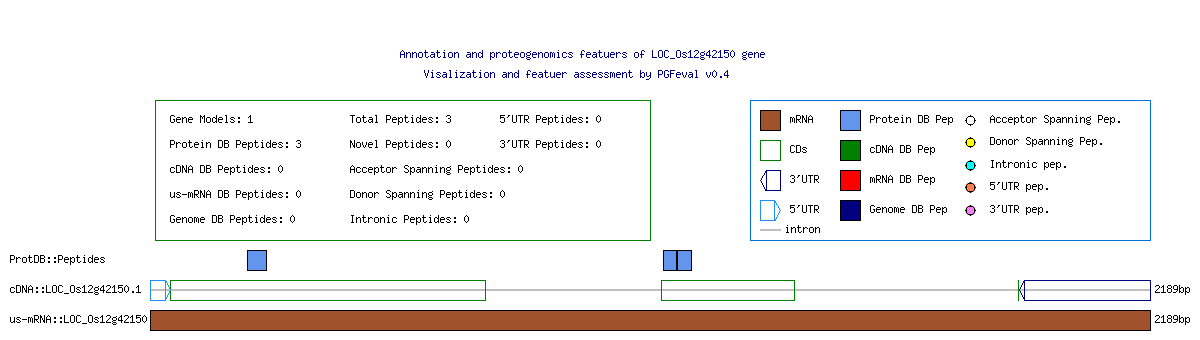 Annotation and proteogenomics featuers of LOC_Os12g42150 gene
Visalization and featuer assessment by PGFeval v0.4
Gene Models: 1 Total Peptides: 3 5'UTR Peptides: 0
Protein DB Peptides: 3 Novel Peptides: 0 3'UTR Peptides: 0
cDNA DB Peptides: 0 Acceptor Spanning Peptides: 0
us-mRNA DB Peptides: 0 Donor Spanning Peptides: 0
Genome DB Peptides: 0 Intronic Peptides: 0
mRNA Protein DB Pep Acceptor Spanning Pep.
CDs cDNA DB Pep Donor Spanning Pep.
3'UTR mRNA DB Pep Intronic pep.
5'UTR Genome DB Pep 5'UTR pep.
intron 3'UTR pep.
ProtDB::Peptides
cDNA::LOC_Os12g42150.1 2189bp
us-mRNA::LOC_Os12g42150 2189bp